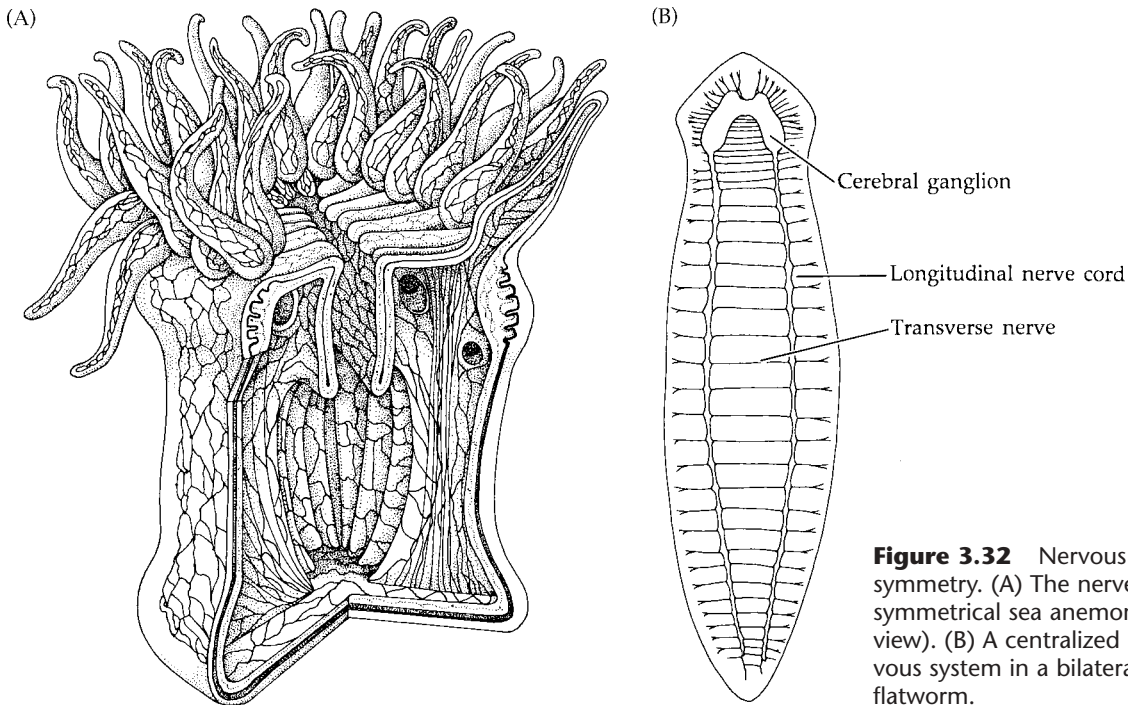 (A)
(B)
Cerebral ganglion
Longitudinal nerve cord
Transverse nerve
Figure 3.32 Nervous
symmetry. (A) The nerve
symmetrical sea anemon
view). (B) A centralized
vous system in a bilatera
flatworm.